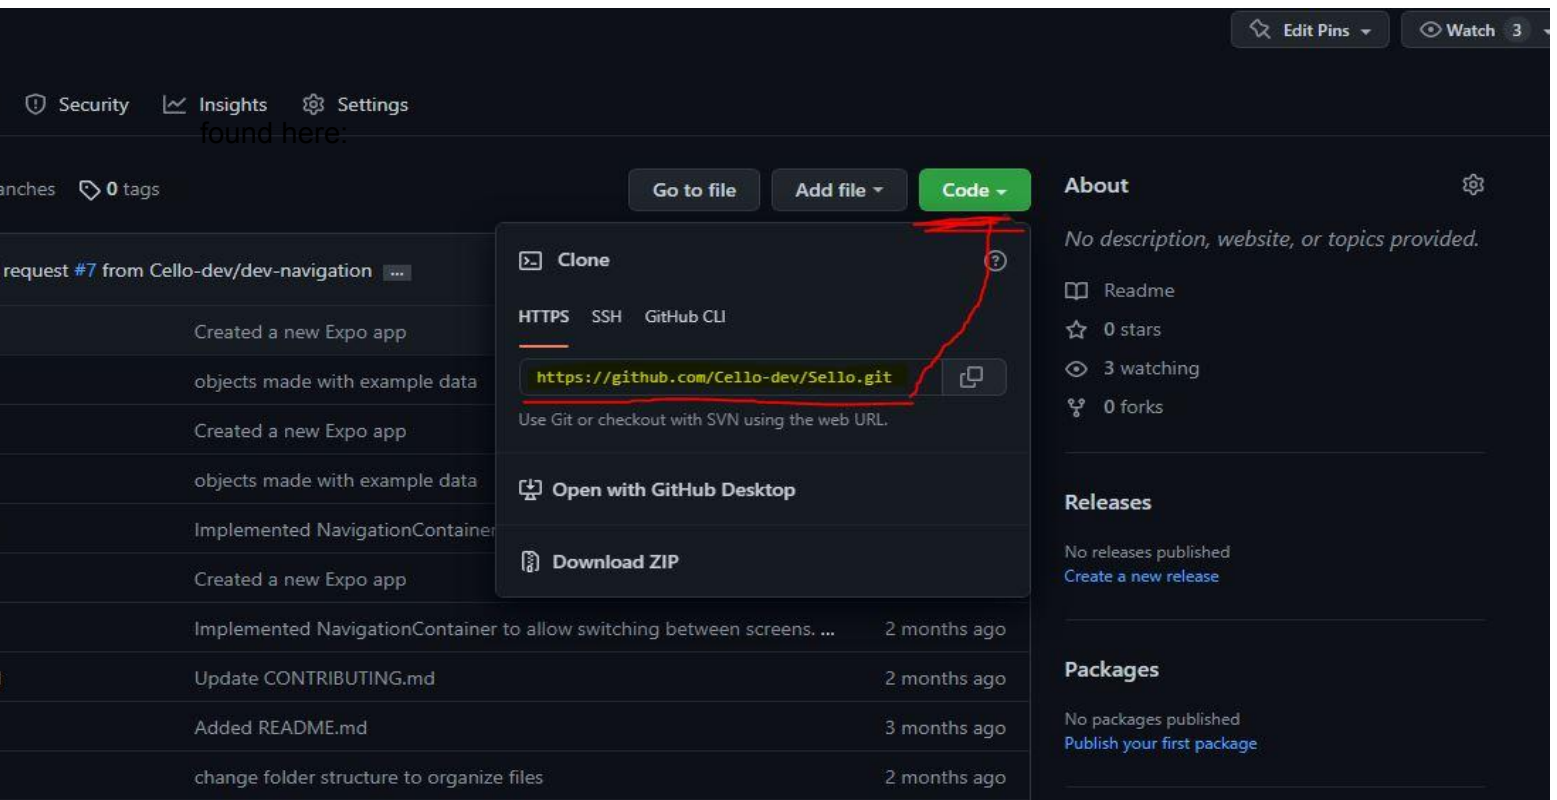 Edit Pins Watch 3
Security Insights Settings
found here:
anches 0 tags
Go to file Add file Code
request #7 from Cello-dev/dev-navigation ...
Created a new Expo app
objects made with example data
Created a new Expo app
objects made with example data
Implemented NavigationContainer
Created a new Expo app
Implemented NavigationContainer to allow switching between screens. ... 2 months ago
Update CONTRIBUTING.md 2 months ago
Added README.md 3 months ago
change folder structure to organize files 2 months ago
Clone
HTTPS SSH GitHub CLI
https://github.com/Cello-dev/Sello.git
Use Git or checkout with SVN using the web URL.
Open with GitHub Desktop
Download ZIP
About
No description, website, or topics provided.
Readme
0 stars
3 watching
0 forks
Releases
No releases published
Create a new release
Packages
No packages published
Publish your first package